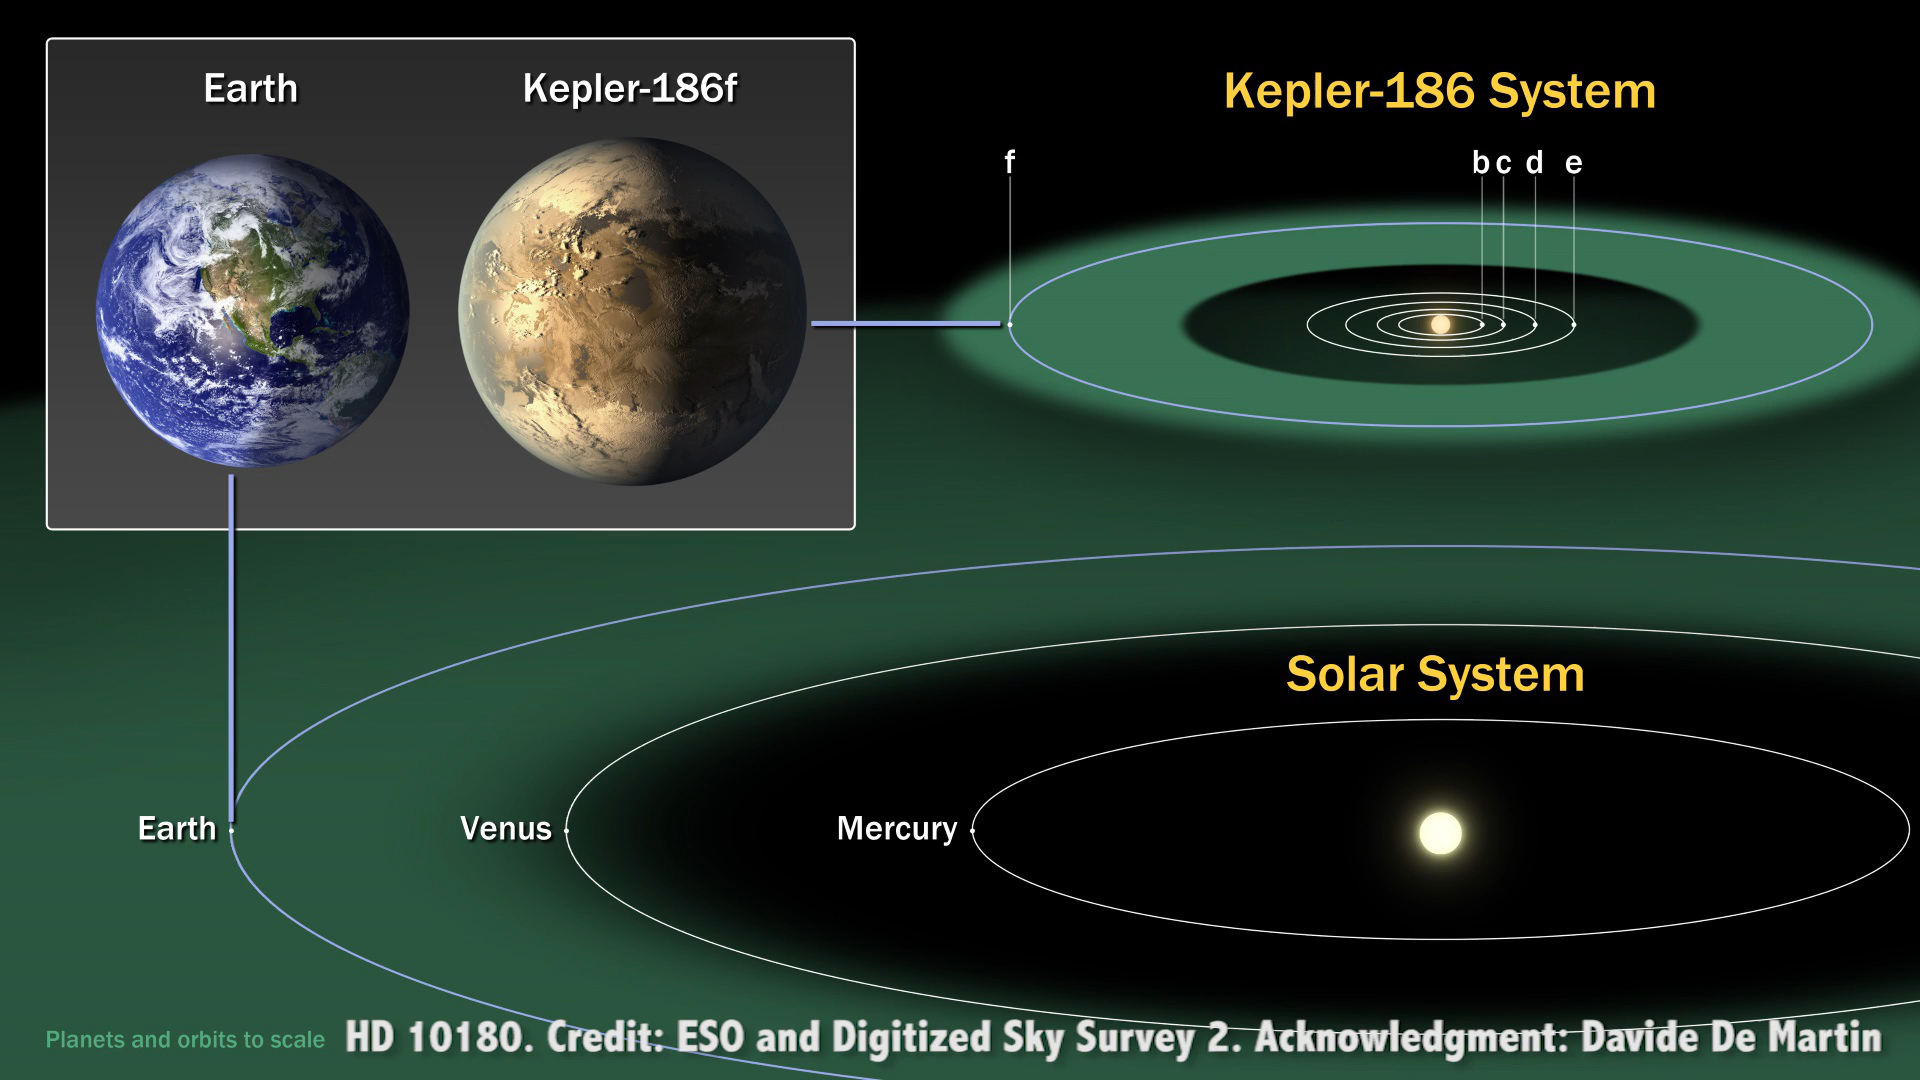 Earth
Kepler-186f
Kepler-186 System
f
b c d e
Solar System
Earth
Venus
Mercury
Planets and orbits to scale
HD 10180. Credit: ESO and Digitized Sky Survey 2. Acknowledgment: Davide De Martin